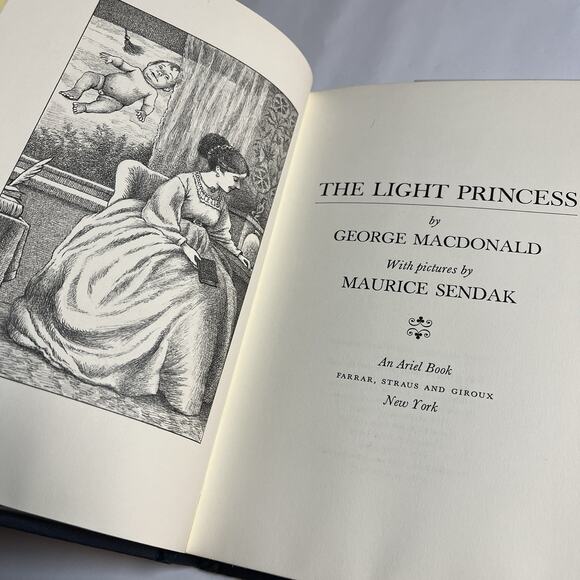 THE LIGHT PRINCESS
by
GEORGE MACDONALD
With pictures by
MAURICE SENDAK
An Ariel Book
FARRAR, STRAUS AND GIROUX
New York